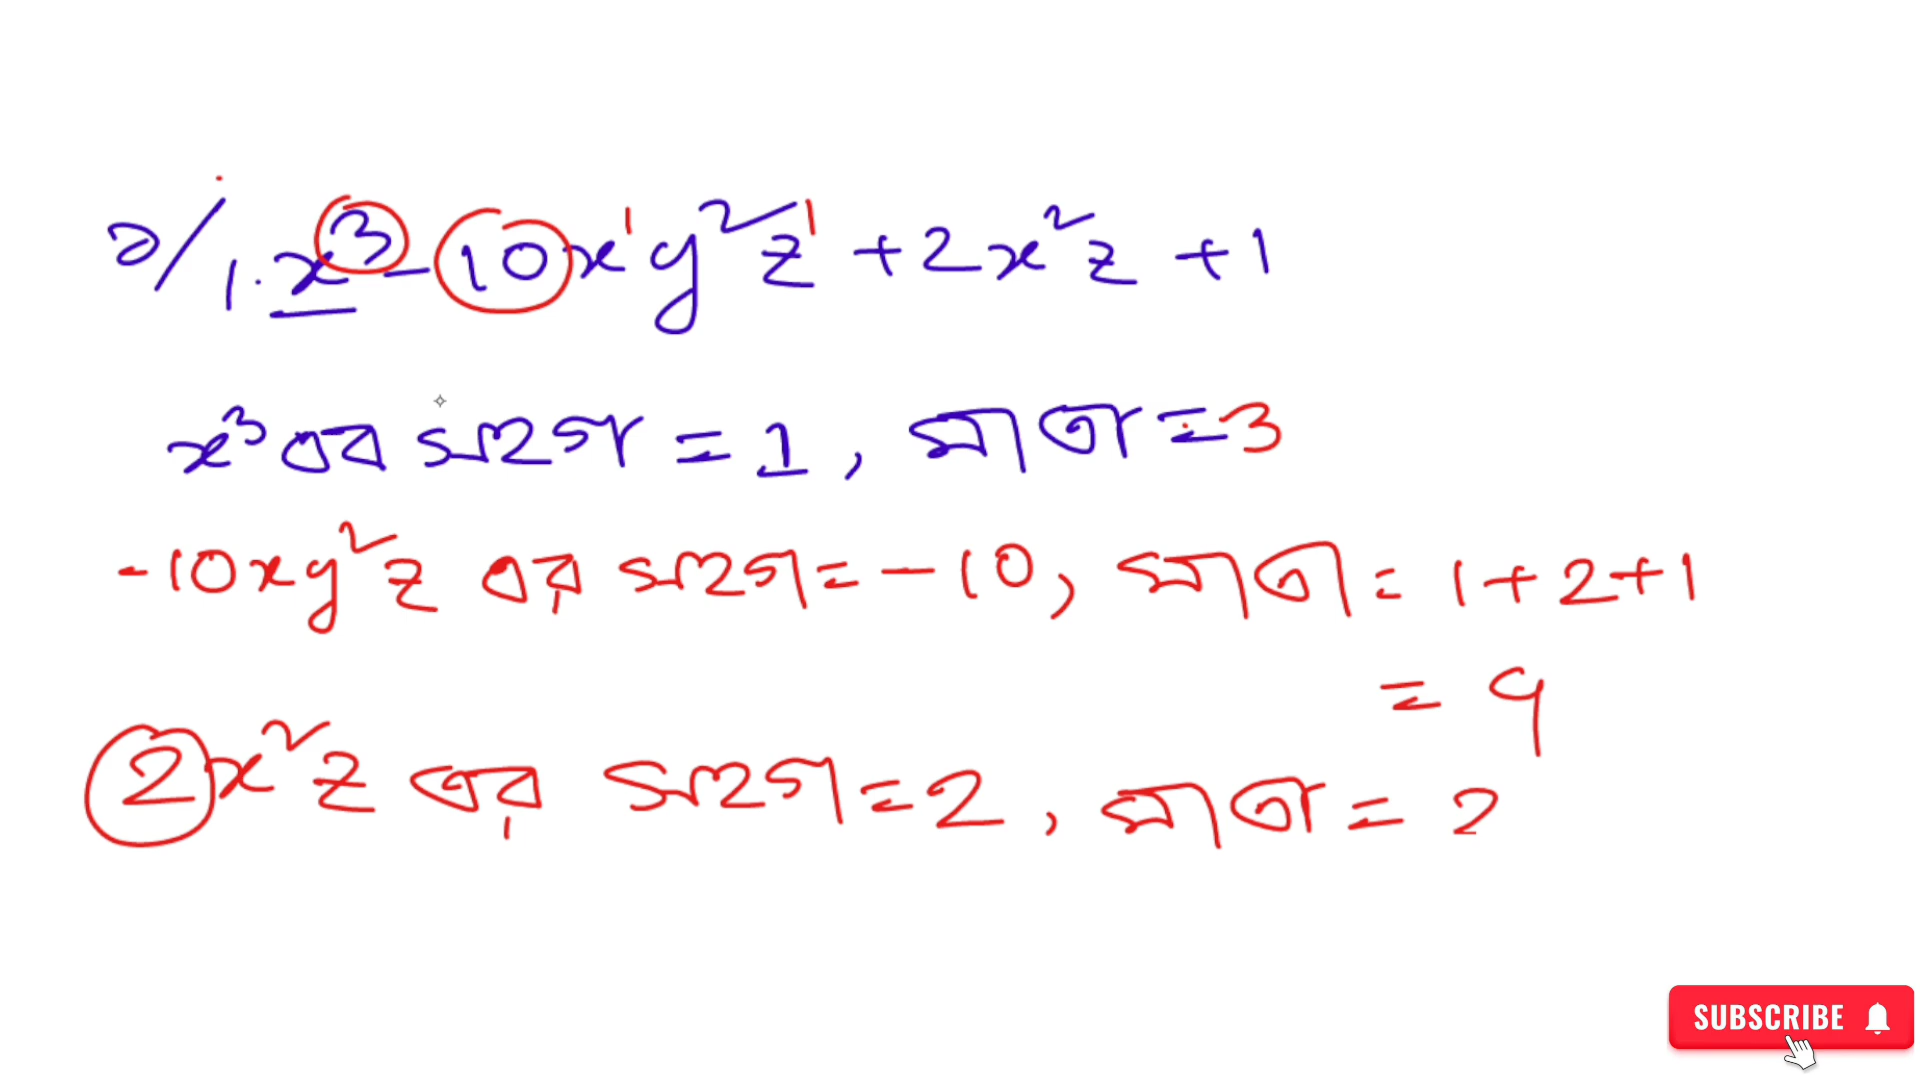 a/ 1.x³-10x¹y²z¹+2x²z+1
x³ এর সহগ=1, মাত্রা=3
-10xy²z এর সহগ=-10, মাত্রা=1+2+1
=4
2x²z এর সহগ=2, মাত্রা=2
SUBSCRIBE